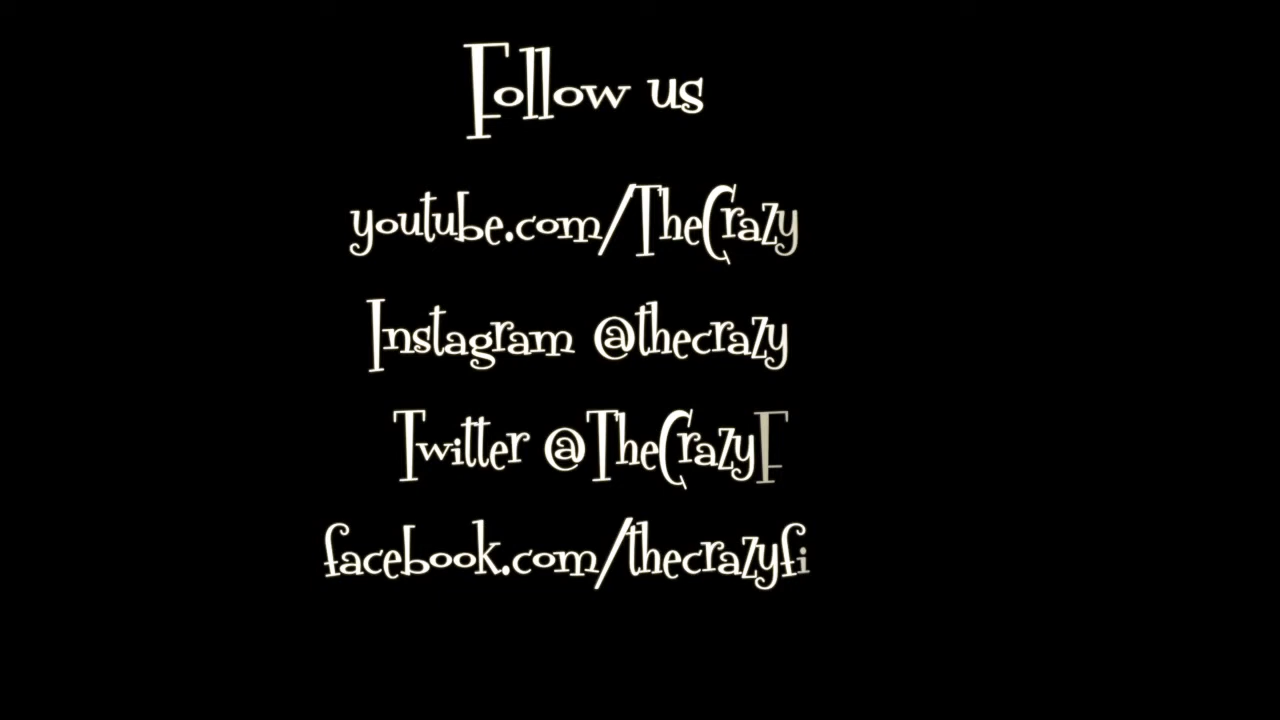 Follow us
youtube.com/TheCrazy
Instagram @thecrazy
Twitter @TheCrazyF
facebook.com/thecrazyfi